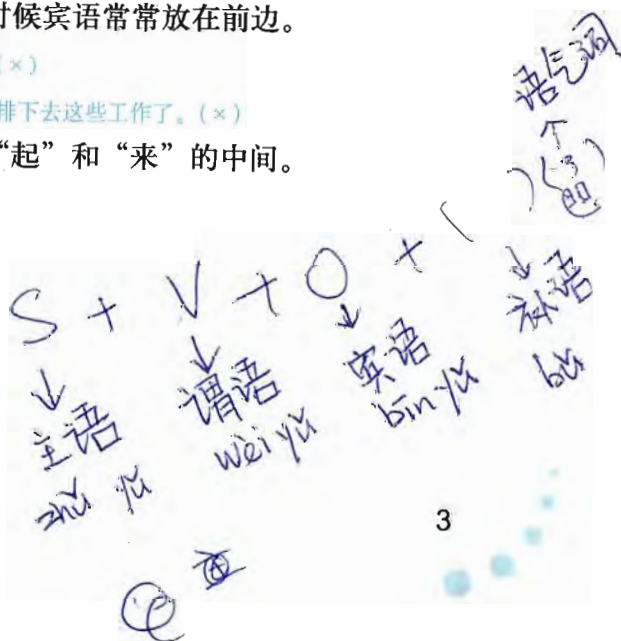 时候宾语常常放在前边。
(×)
排下去这些工作了。(×)
“起”和“来”的中间。
语气词
↑
S + V + O + ( ) ( )
↓ ↓ ↓ ↓
主语 谓语 宾语 补语
zhǔ yǔ wèi yǔ bīn yǔ bǔ
3